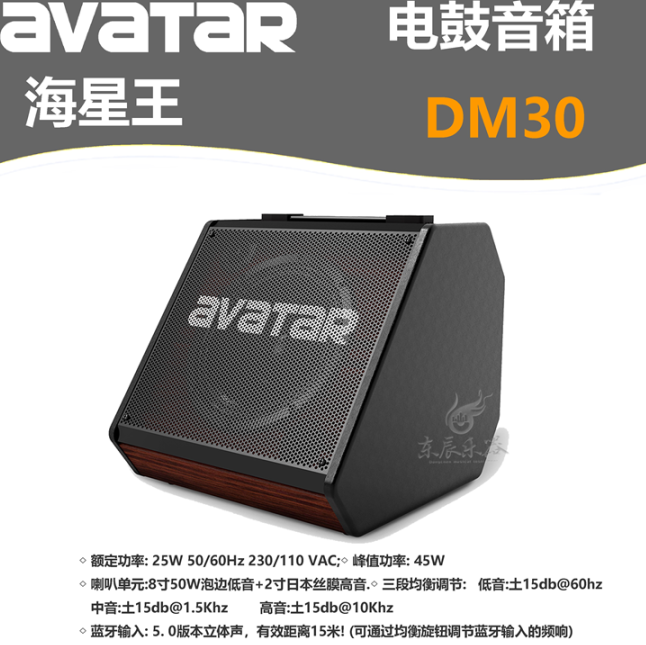 avatar
电鼓音箱
海星王
DM30
avatar
东辰乐器
◇ 额定功率: 25W 50/60Hz 230/110 VAC;◇ 峰值功率: 45W
◇ 喇叭单元:8寸50W泡边低音+2寸日本丝膜高音.◇ 三段均衡调节: 低音:土15db@60hz
中音:土15db@1.5Khz 高音:土15db@10Khz
◇ 蓝牙输入: 5. 0版本立体声，有效距离15米! (可通过均衡旋钮调节蓝牙输入的频响)